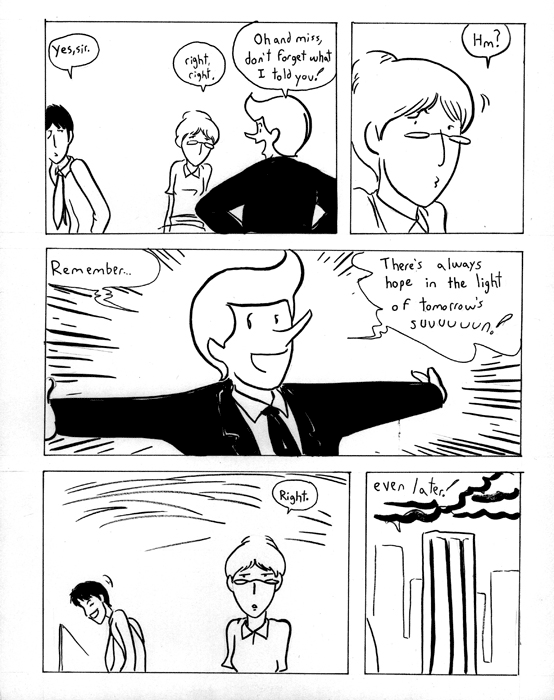 Yes, sir.
right,
right.
Oh and miss,
don't forget what
I told you!
Hm?
Remember...
There's always
hope in the light
of tomorrow's
suuuuuun!
Right.
even later!